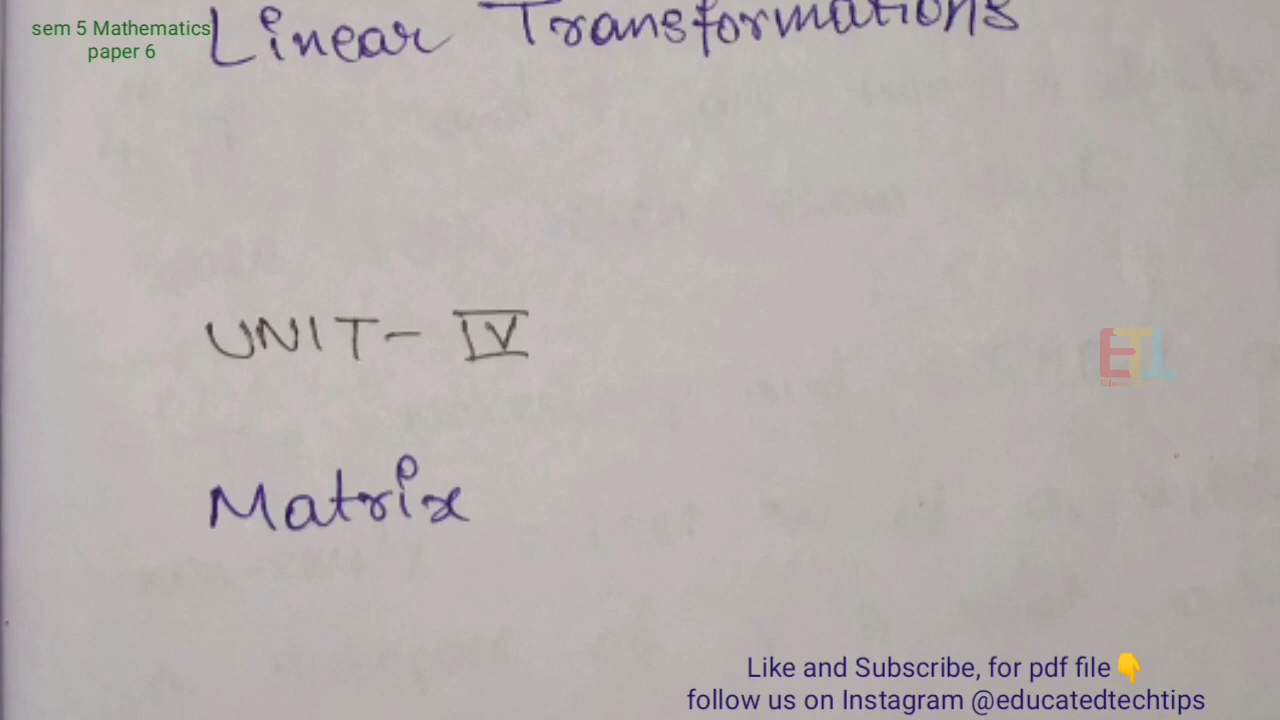 sem 5 Mathematics
paper 6
Linear Transformations
UNIT- IV
ETL
Matrix
Like and Subscribe, for pdf file👇
follow us on Instagram @educatedtechtips